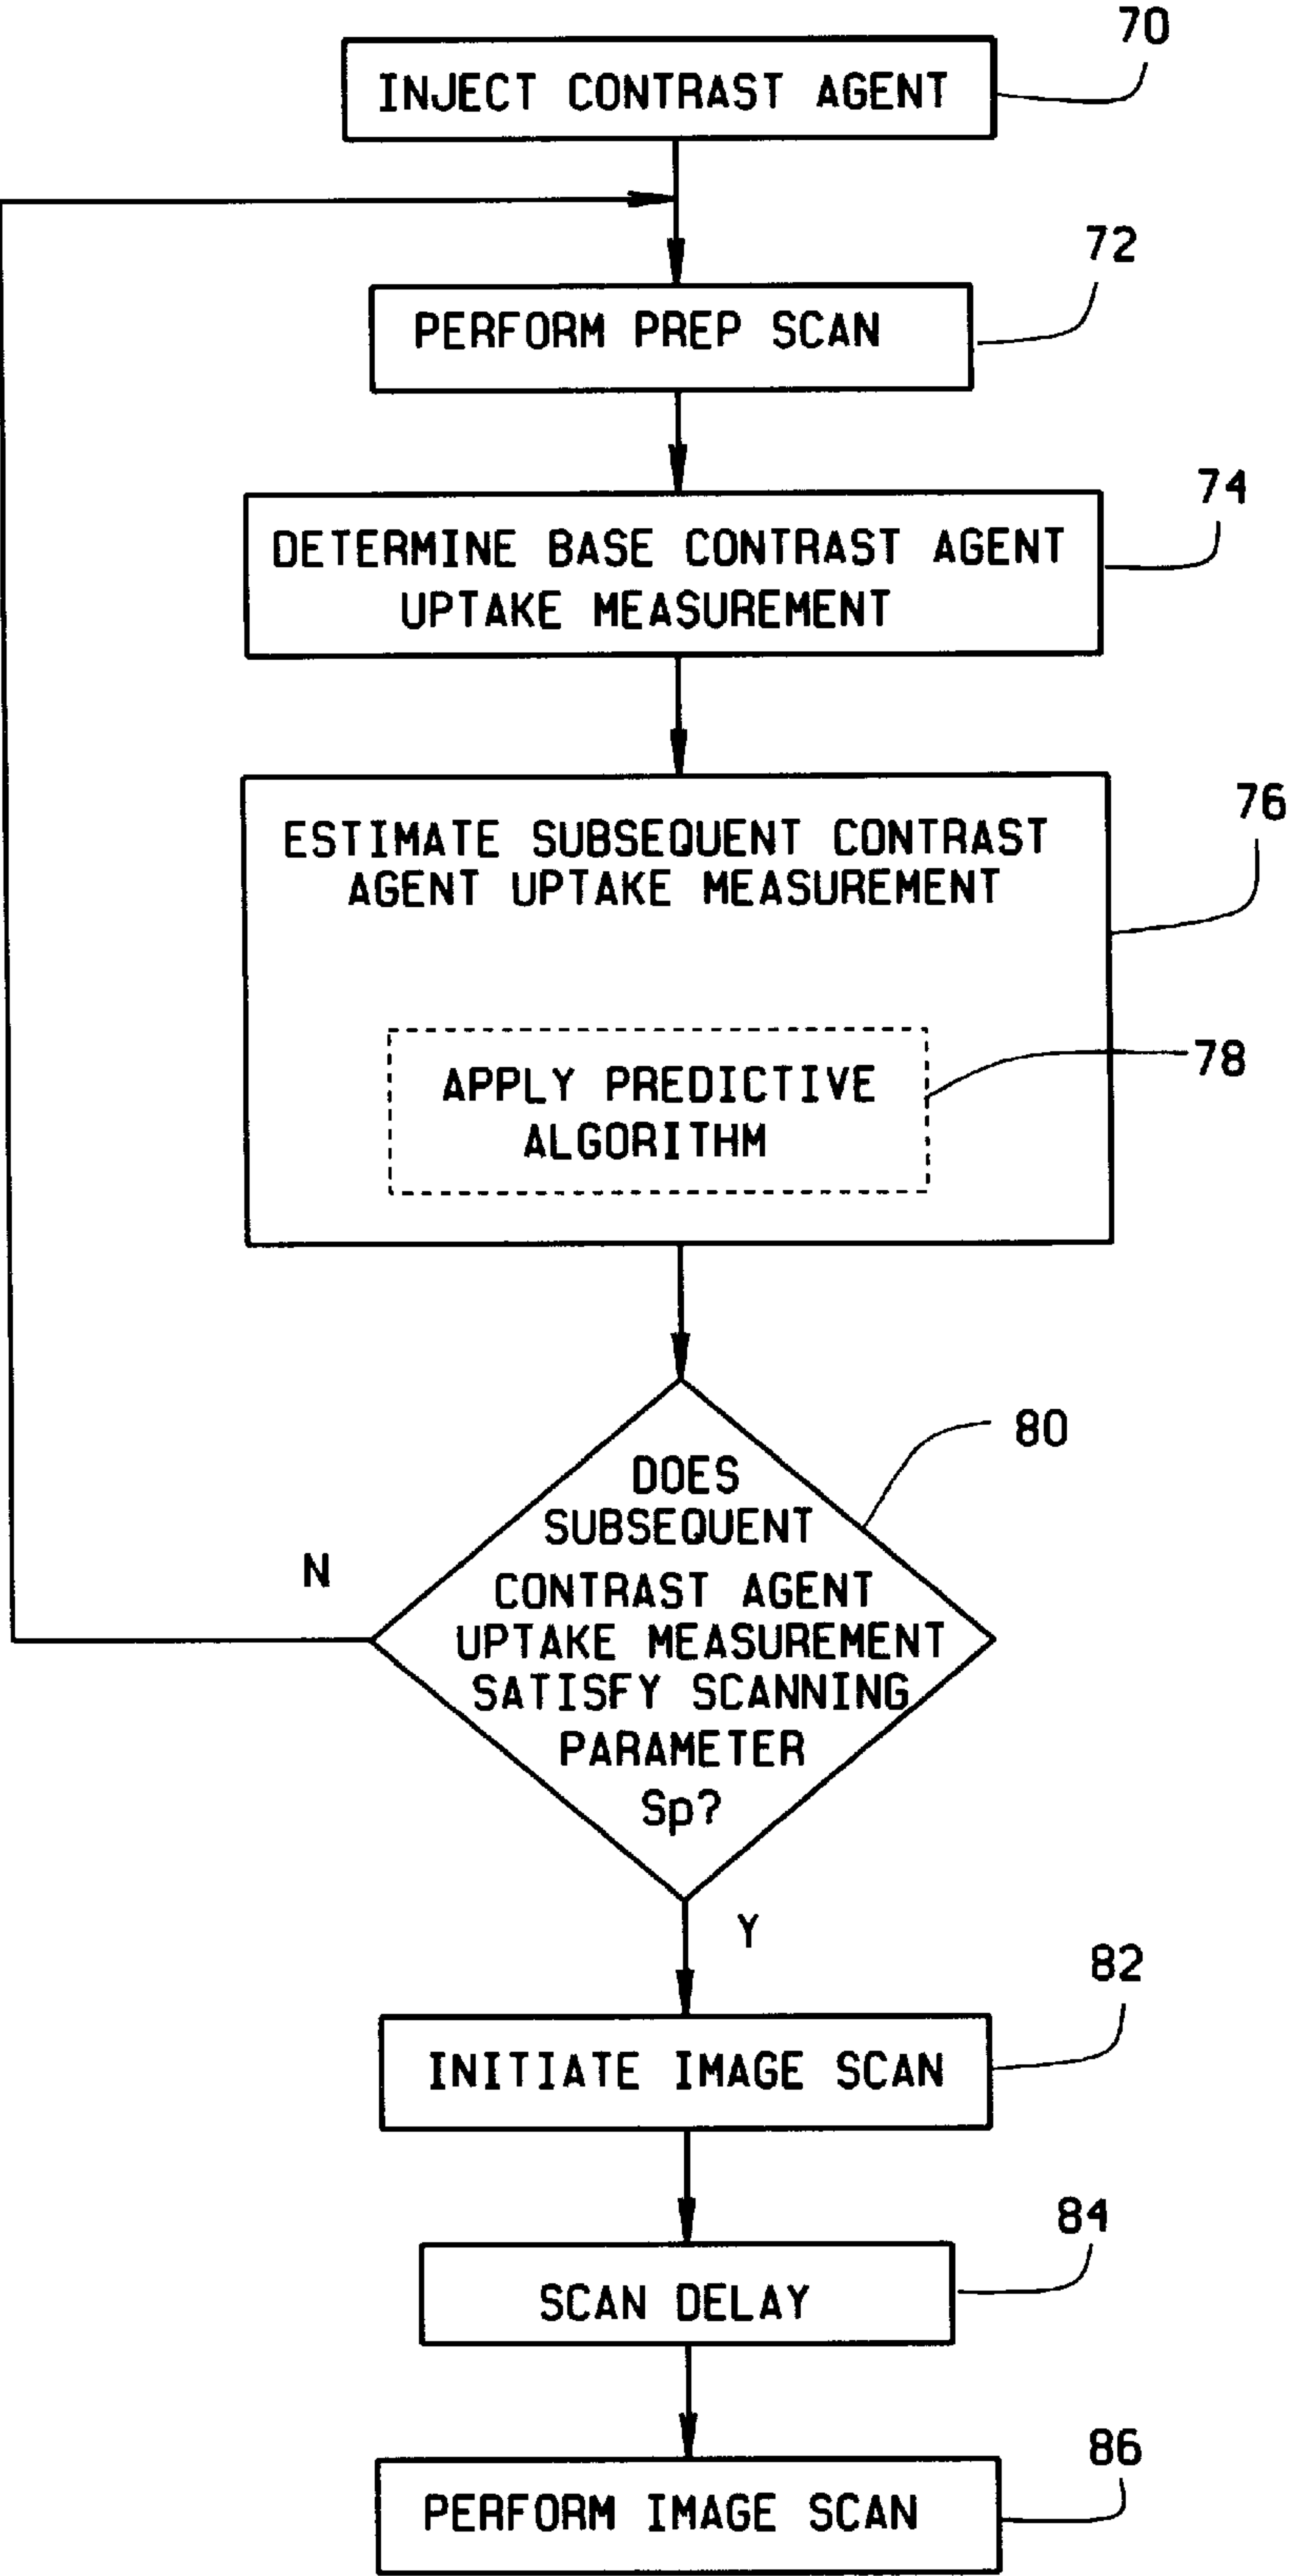 70
INJECT CONTRAST AGENT
72
PERFORM PREP SCAN
74
DETERMINE BASE CONTRAST AGENT
UPTAKE MEASUREMENT
76
ESTIMATE SUBSEQUENT CONTRAST
AGENT UPTAKE MEASUREMENT
78
APPLY PREDICTIVE
ALGORITHM
80
DOES
SUBSEQUENT
N
CONTRAST AGENT
UPTAKE MEASUREMENT
SATISFY SCANNING
PARAMETER
Sp?
Y
82
INITIATE IMAGE SCAN
84
SCAN DELAY
86
PERFORM IMAGE SCAN